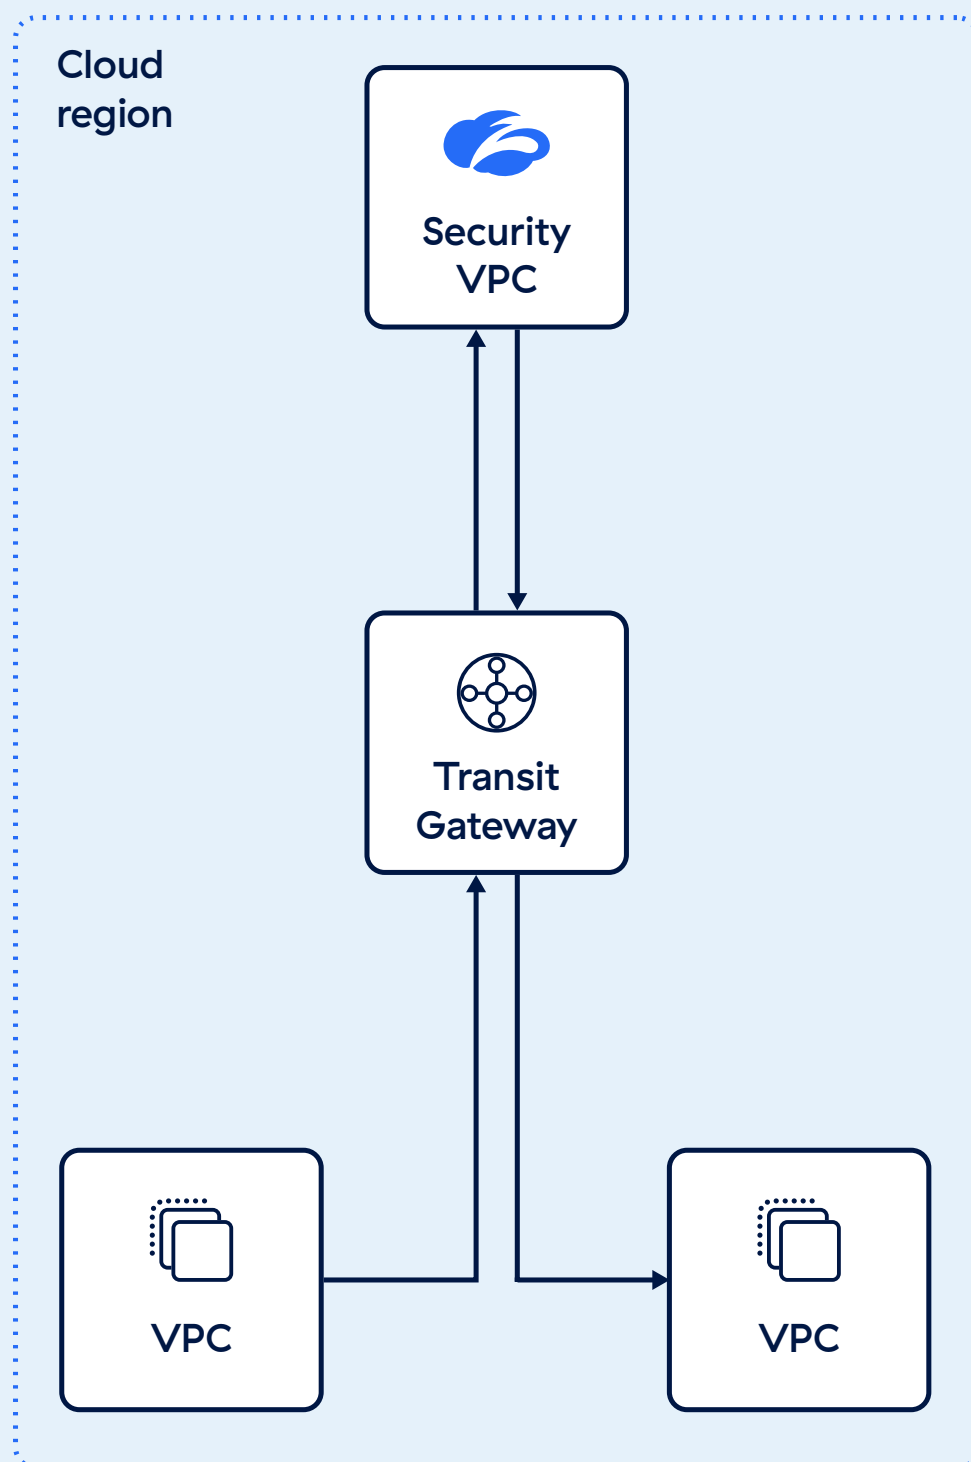 Cloud
region
Security
VPC
Transit
Gateway
VPC
VPC